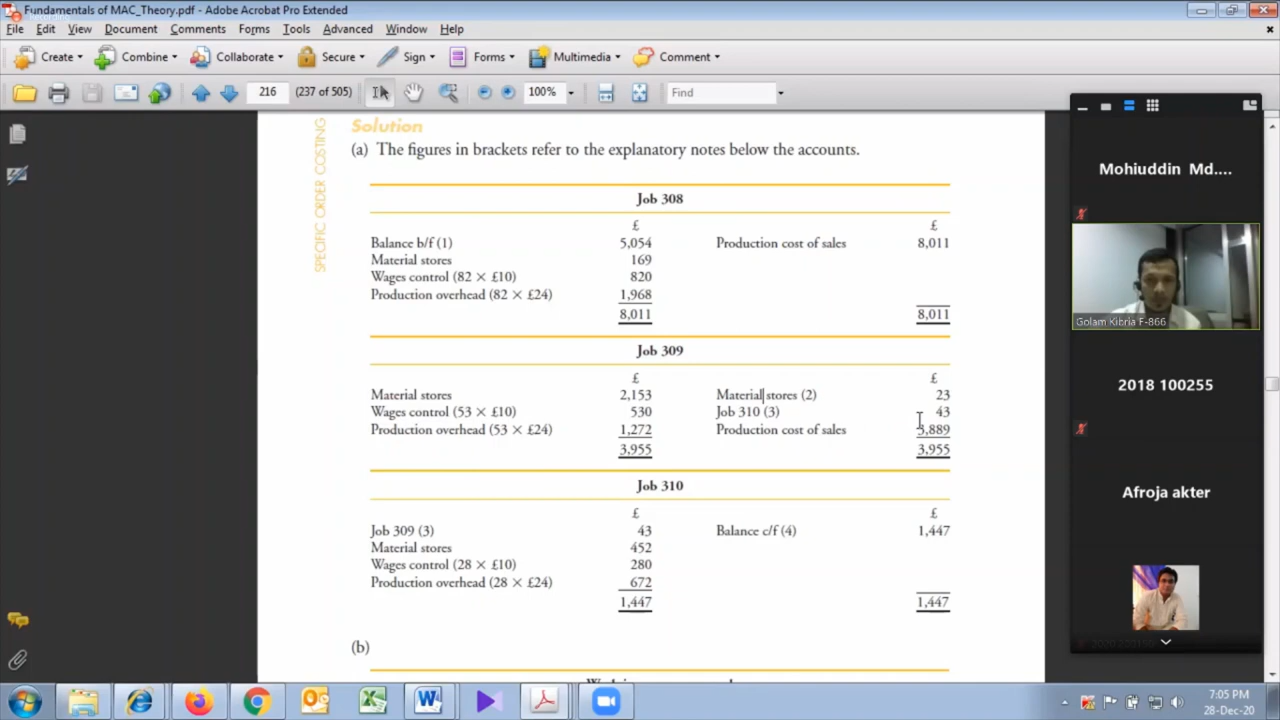 Fundamentals of MAC_Theory.pdf - Adobe Acrobat Pro Extended
File Edit View Document Comments Forms Tools Advanced Window Help
Create Combine Collaborate Secure Sign Forms Multimedia Comment
216 (237 of 505) 100% Find
SPECIFIC ORDER COSTING
Solution
(a) The figures in brackets refer to the explanatory notes below the accounts.
Job 308
£ £
Balance b/f (1) 5,054 Production cost of sales 8,011
Material stores 169
Wages control (82 × £10) 820
Production overhead (82 × £24) 1,968
8,011 8,011
Job 309
£ £
Material stores 2,153 Material stores (2) 23
Wages control (53 × £10) 530 Job 310 (3) 43
Production overhead (53 × £24) 1,272 Production cost of sales 3,889
3,955 3,955
Job 310
£ £
Job 309 (3) 43 Balance c/f (4) 1,447
Material stores 452
Wages control (28 × £10) 280
Production overhead (28 × £24) 672
1,447 1,447
(b)
Mohiuddin Md....
Golam Kibria F-866
2018 100255
Afroja akter
7:05 PM
28-Dec-20